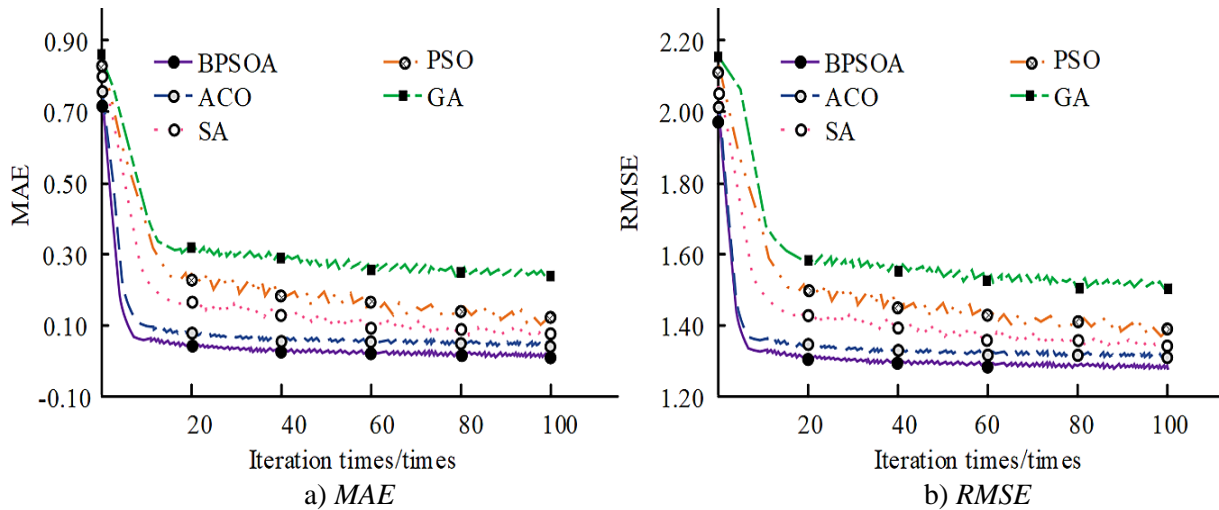 0.90
0.70
0.50
0.30
0.10
-0.10
MAE
BPSOA
PSO
ACO
GA
SA
20
40
60
80
100
Iteration times/times
a) MAE
2.20
2.00
1.80
1.60
1.40
1.20
RMSE
BPSOA
PSO
ACO
GA
SA
20
40
60
80
100
Iteration times/times
b) RMSE